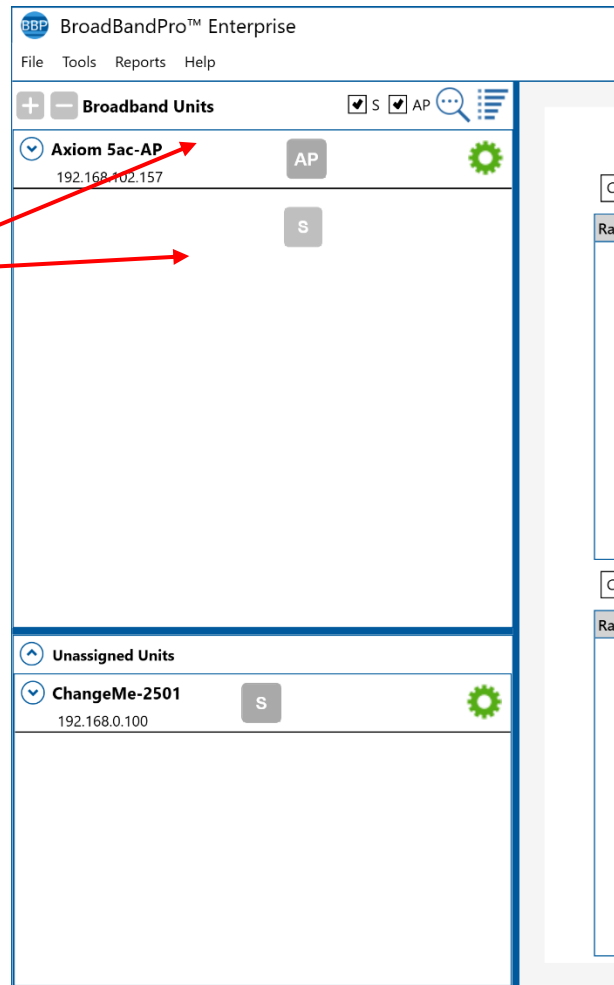 BBP BroadBandPro™ Enterprise
File Tools Reports Help
Broadband Units S AP
Axiom 5ac-AP AP
192.168.102.157
S
Ra
Unassigned Units
ChangeMe-2501 S
192.168.0.100
Ra